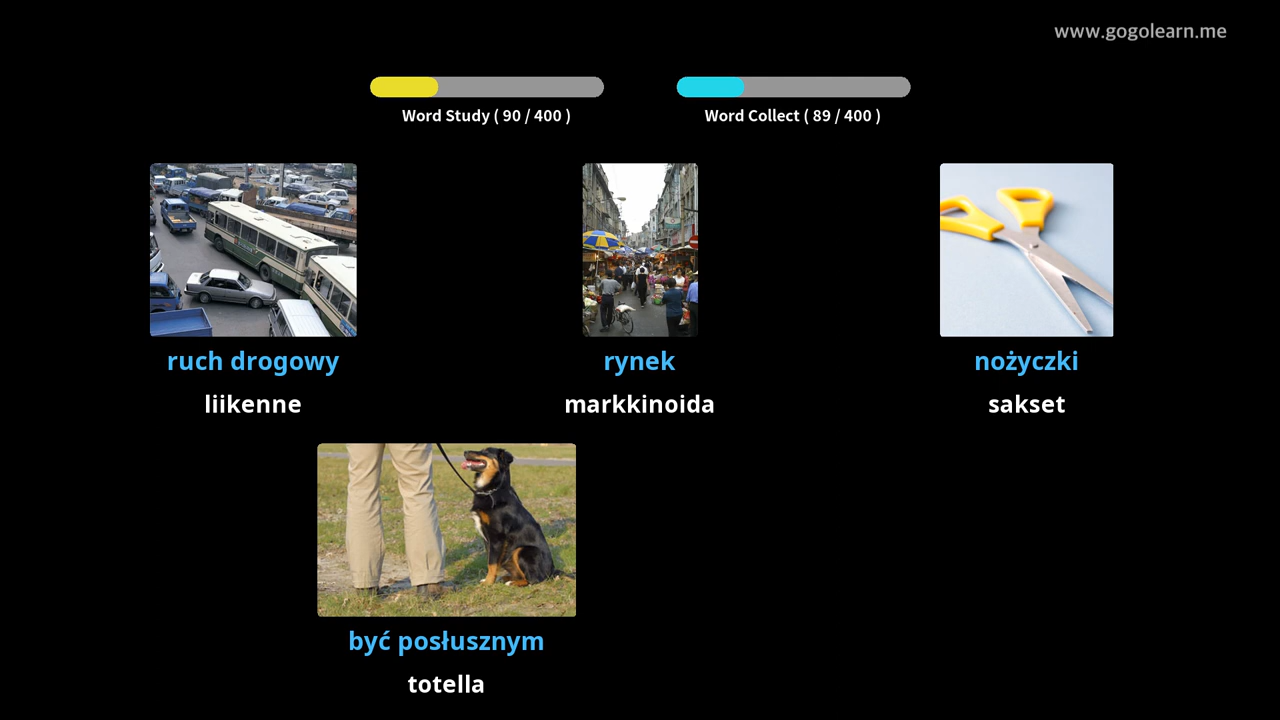 www.gogolearn.me
Word Study ( 90 / 400 )
Word Collect ( 89 / 400 )
ruch drogowy
liikenne
rynek
markkinoida
nożyczki
sakset
być posłusznym
totella